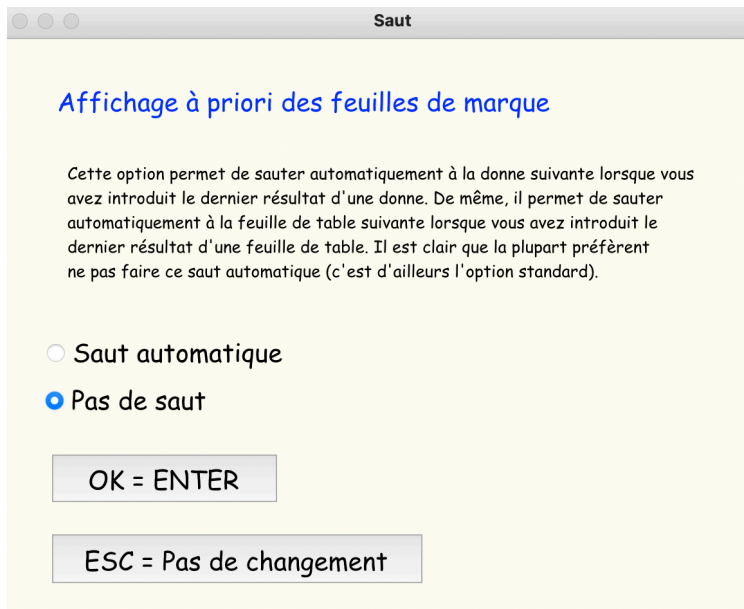 Saut
Affichage à priori des feuilles de marque
Cette option permet de sauter automatiquement à la donne suivante lorsque vous
avez introduit le dernier résultat d'une donne. De même, il permet de sauter
automatiquement à la feuille de table suivante lorsque vous avez introduit le
dernier résultat d'une feuille de table. Il est clair que la plupart préfèrent
ne pas faire ce saut automatique (c'est d'ailleurs l'option standard).
Saut automatique
Pas de saut
OK = ENTER
ESC = Pas de changement